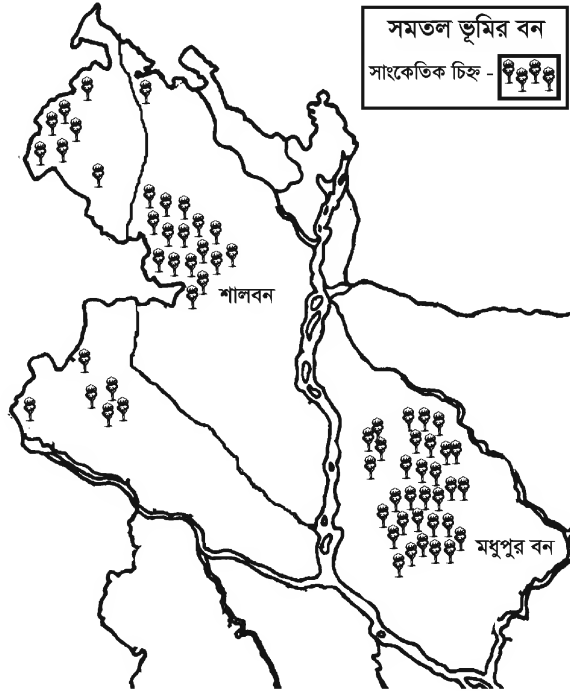 সমতল ভূমির বন
সাংকেতিক চিহ্ন -
শালবন
মধুপুর বন